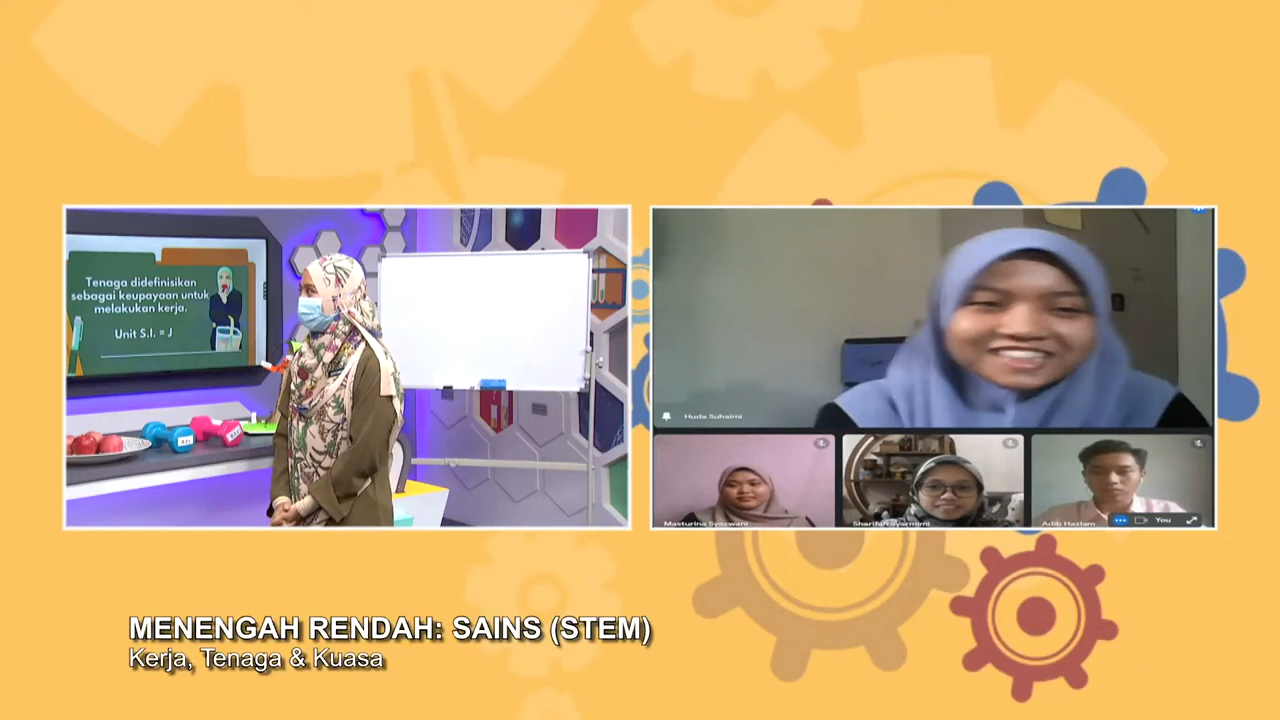 Tenaga didefinisikan
sebagai keupayaan untuk
melakukan kerja.
Unit S.I. = J
Huda Suhaimi
Masturina Syazwani
Sharifah Syarmimi
Adib Hazlam
You
MENENGAH RENDAH: SAINS (STEM)
Kerja, Tenaga & Kuasa